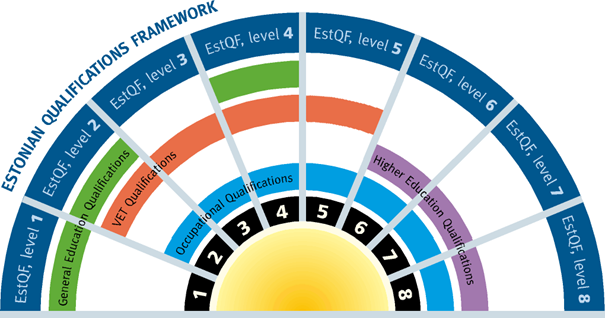 ESTONIAN QUALIFICATIONS FRAMEWORK
EstQF, level 1
EstQF, level 2
EstQF, level 3
EstQF, level 4
EstQF, level 5
EstQF, level 6
EstQF, level 7
EstQF, level 8
General Education Qualifications
VET Qualifications
Occupational Qualifications
Higher Education Qualifications
1
2
3
4
5
6
7
8